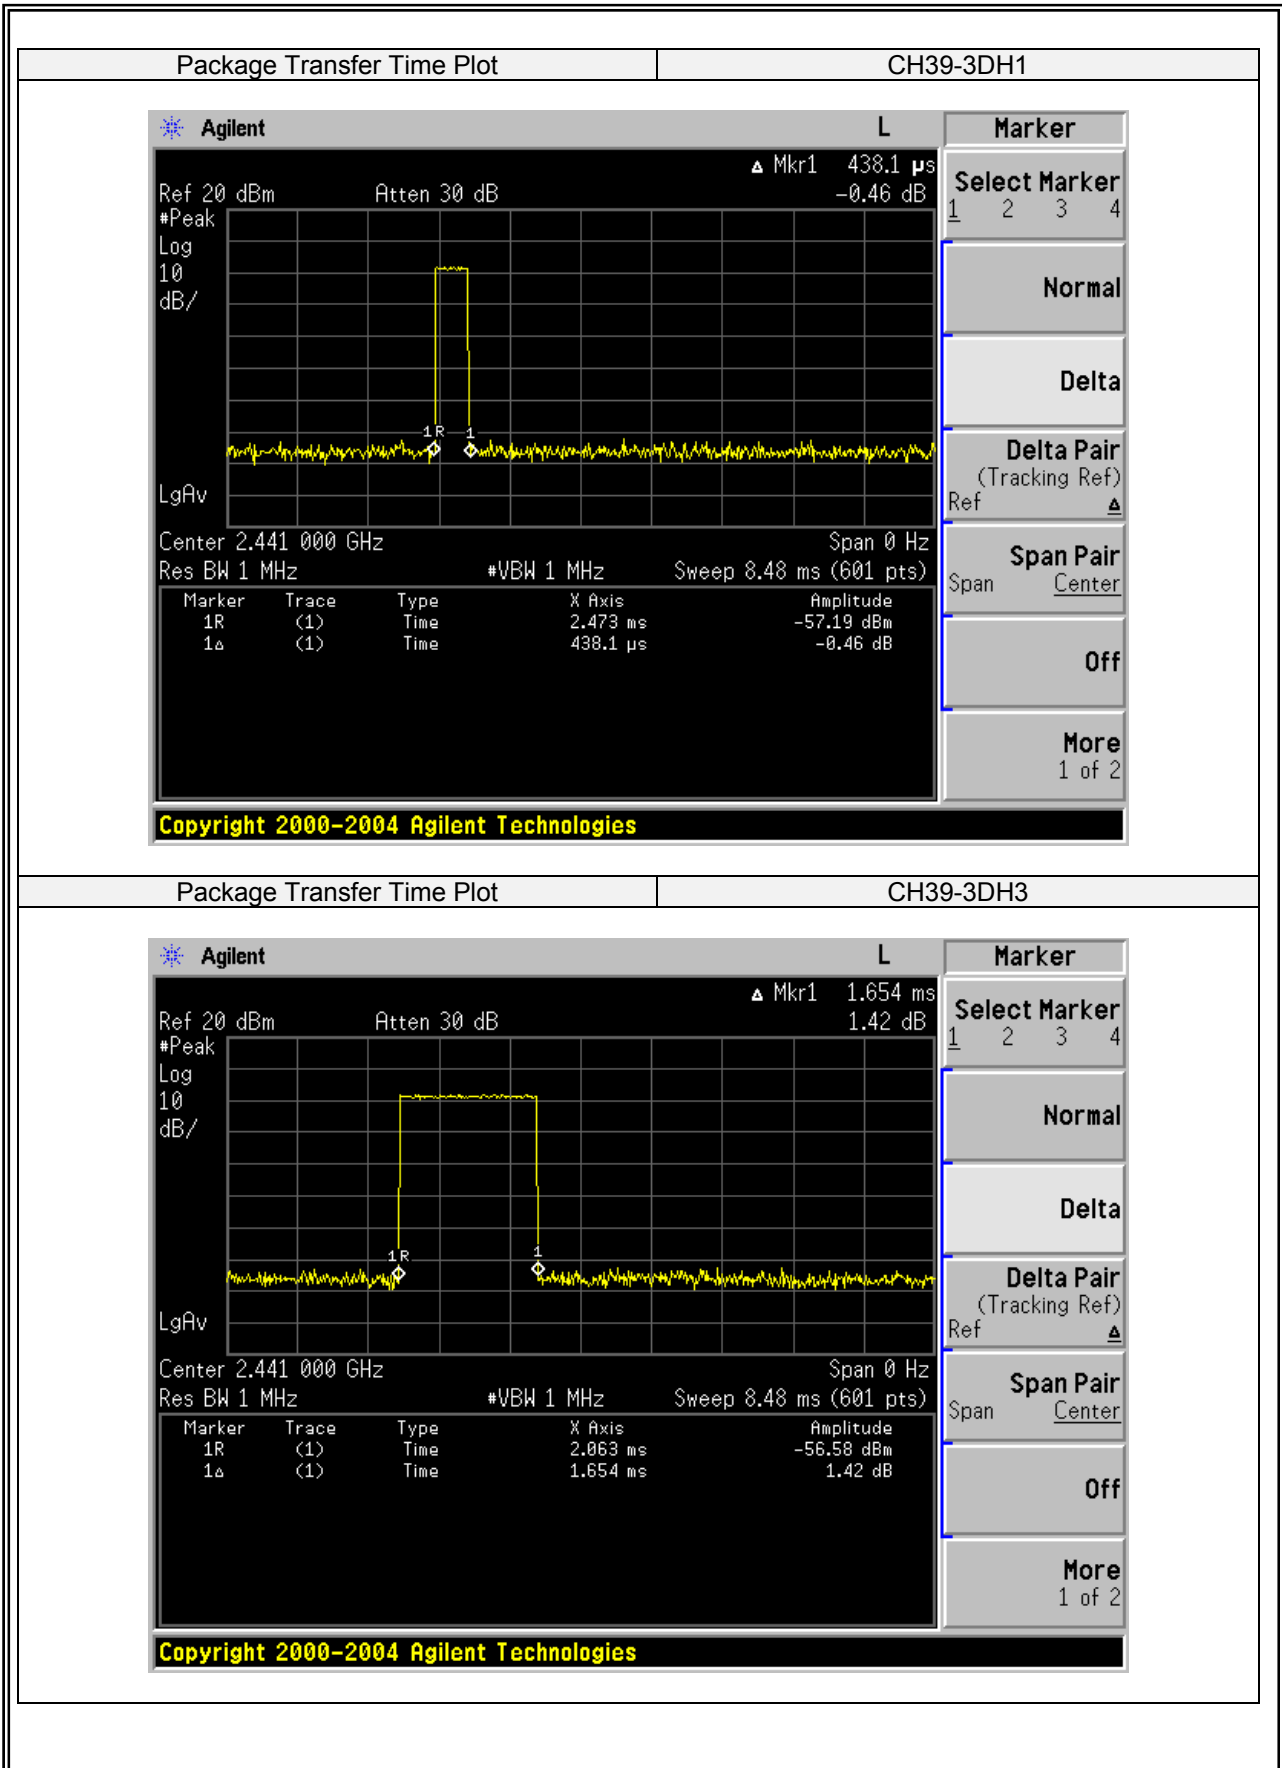 Package Transfer Time Plot CH39-3DH1
Agilent L Marker
Δ Mkr1 438.1 µs
Ref 20 dBm Atten 30 dB -0.46 dB
Select Marker
1 2 3 4
#Peak
Log
10
dB/
Normal
Delta
1R 1
Delta Pair
(Tracking Ref)
Ref Δ
LgAv
Center 2.441 000 GHz Span 0 Hz
Res BW 1 MHz #VBW 1 MHz Sweep 8.48 ms (601 pts)
Span Pair
Span Center
Marker Trace Type X Axis Amplitude
1R (1) Time 2.473 ms -57.19 dBm
1Δ (1) Time 438.1 µs -0.46 dB
Off
More
1 of 2
Copyright 2000-2004 Agilent Technologies
Package Transfer Time Plot CH39-3DH3
Agilent L Marker
Δ Mkr1 1.654 ms
Ref 20 dBm Atten 30 dB 1.42 dB
Select Marker
1 2 3 4
#Peak
Log
10
dB/
Normal
Delta
1R 1
Delta Pair
(Tracking Ref)
Ref Δ
LgAv
Center 2.441 000 GHz Span 0 Hz
Res BW 1 MHz #VBW 1 MHz Sweep 8.48 ms (601 pts)
Span Pair
Span Center
Marker Trace Type X Axis Amplitude
1R (1) Time 2.063 ms -56.58 dBm
1Δ (1) Time 1.654 ms 1.42 dB
Off
More
1 of 2
Copyright 2000-2004 Agilent Technologies